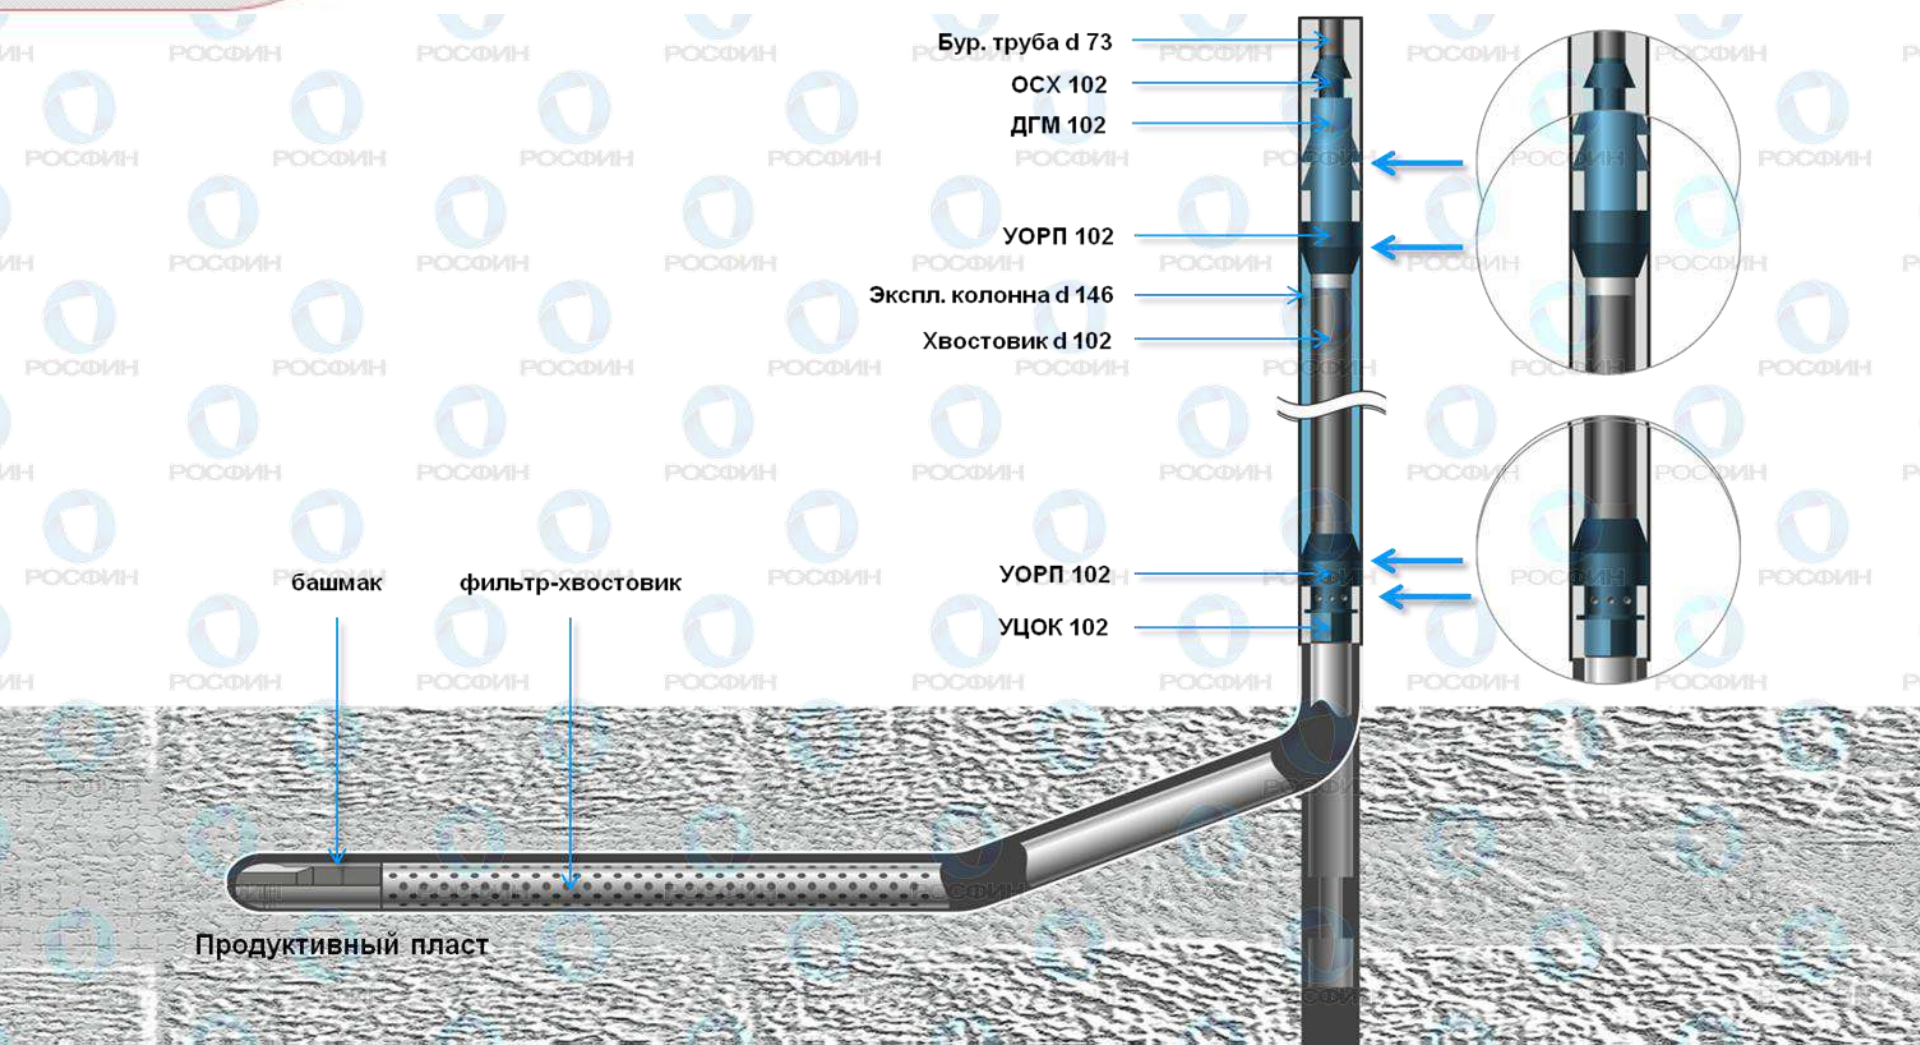 Бур. труба d 73
ОСХ 102
ДГМ 102
УОРП 102
Экспл. колонна d 146
Хвостовик d 102
УОРП 102
УЦОК 102
башмак
фильтр-хвостовик
Продуктивный пласт
РОСФИН